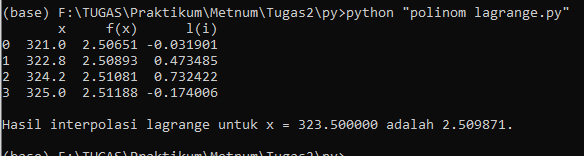 (base) F:\TUGAS\Praktikum\Metnum\Tugas2\py>python "polinom lagrange.py"
x f(x) l(i)
0 321.0 2.50651 -0.031901
1 322.8 2.50893 0.473485
2 324.2 2.51081 0.732422
3 325.0 2.51188 -0.174006
Hasil interpolasi lagrange untuk x = 323.500000 adalah 2.509871.
(base) F:\TUGAS\Praktikum\Metnum\Tugas2\py>